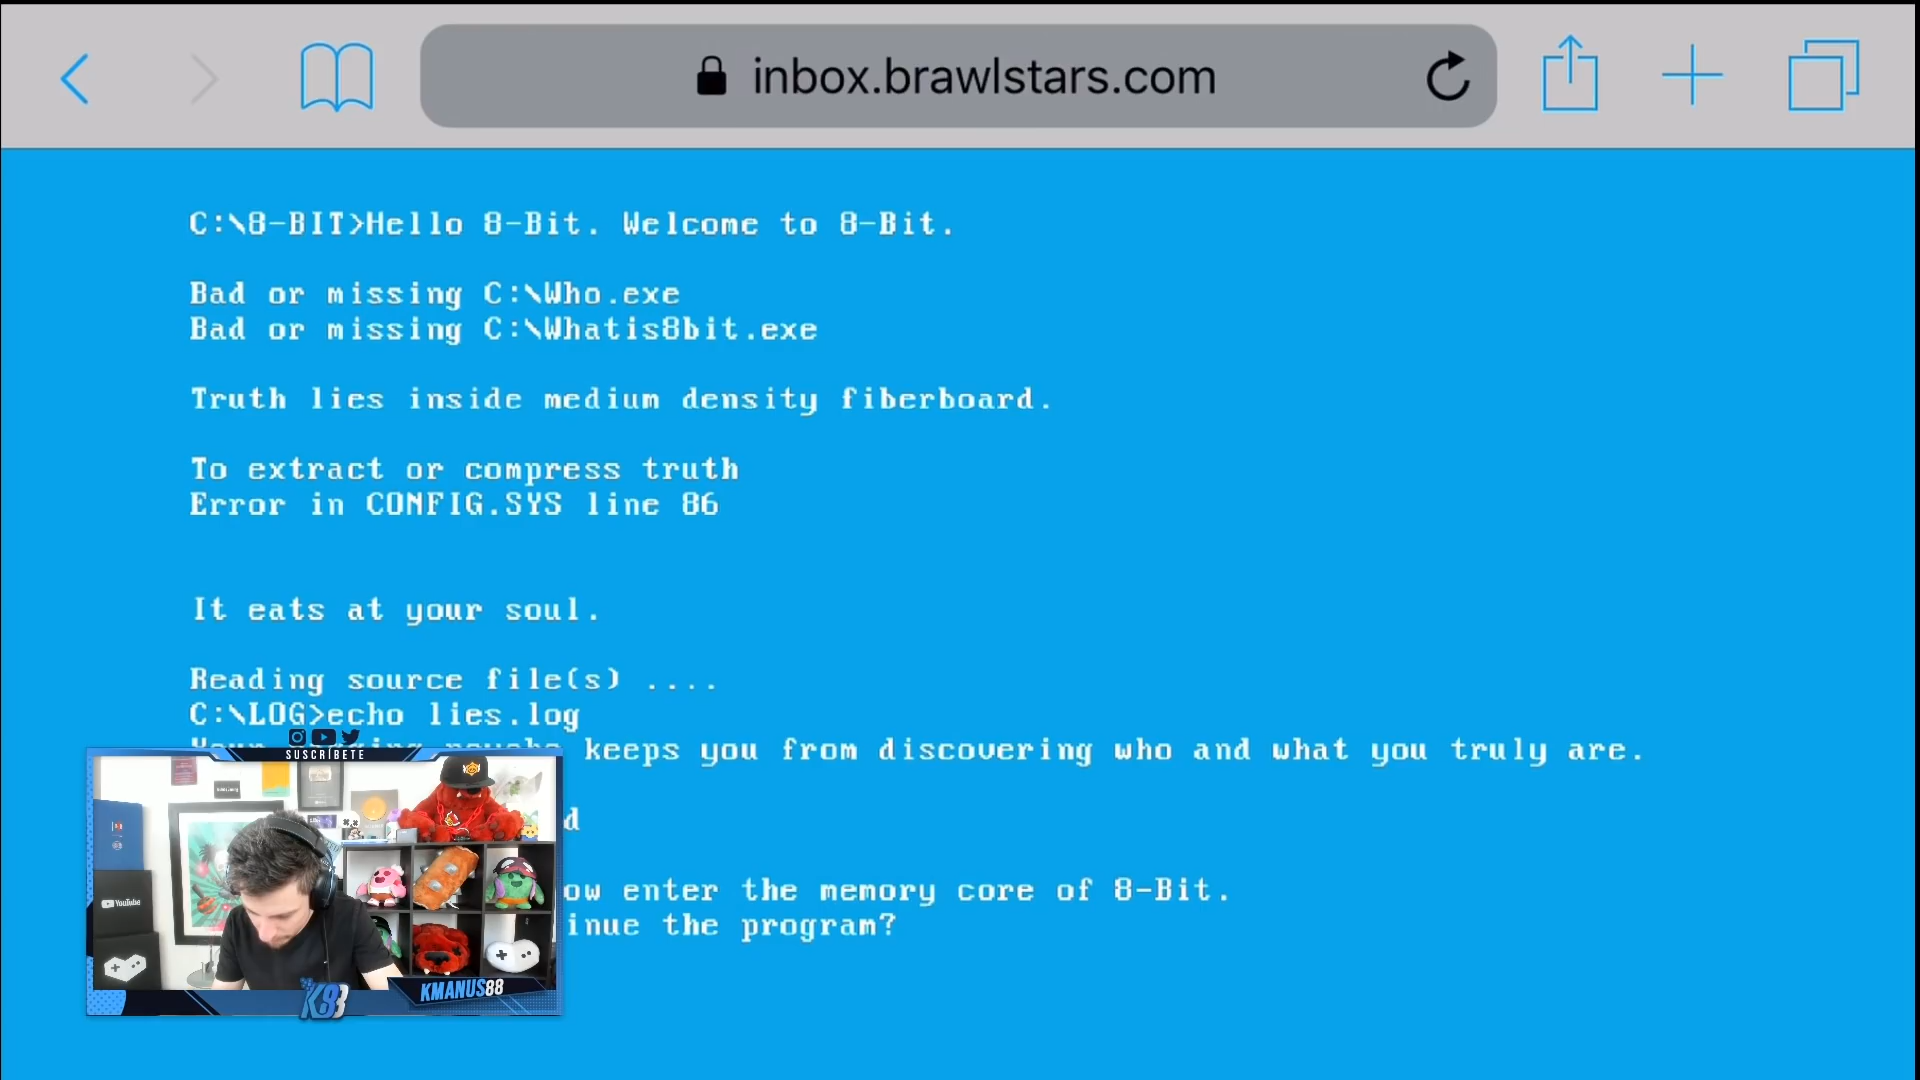 inbox.brawlstars.com
C:\8-BIT>Hello 8-Bit. Welcome to 8-Bit.
Bad or missing C:\Who.exe
Bad or missing C:\Whatis8bit.exe
Truth lies inside medium density fiberboard.
To extract or compress truth
Error in CONFIG.SYS line 86
It eats at your soul.
Reading source file(s) ....
C:\LOG>echo lies.log
keeps you from discovering who and what you truly are.
enter the memory core of 8-Bit.
the program?
SUSCRÍBETE
YouTube
K88
KMANUS88